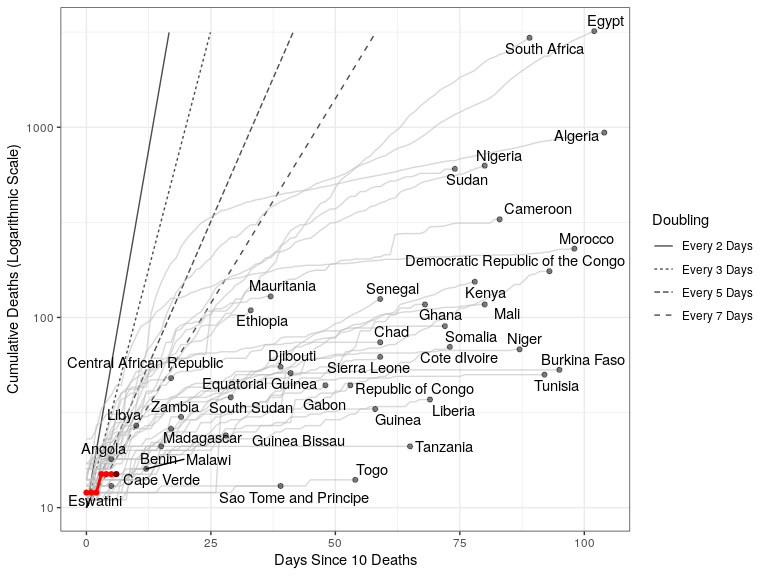 Egypt
South Africa
1000
Algeria
Nigeria
Sudan
Cameroon
Morocco
Democratic Republic of the Congo
Mauritania
Senegal
Kenya
Ethiopia
Ghana
Mali
100
Chad
Somalia
Niger
Central African Republic
Djibouti
Cote dIvoire
Burkina Faso
Sierra Leone
Equatorial Guinea
Republic of Congo
Tunisia
Libya
Zambia
South Sudan
Gabon
Guinea
Liberia
Angola
Madagascar
Guinea Bissau
Tanzania
Benin
Malawi
Cape Verde
Togo
Eswatini
Sao Tome and Principe
10
0
25
50
75
100
Days Since 10 Deaths
Cumulative Deaths (Logarithmic Scale)
Doubling
Every 2 Days
Every 3 Days
Every 5 Days
Every 7 Days